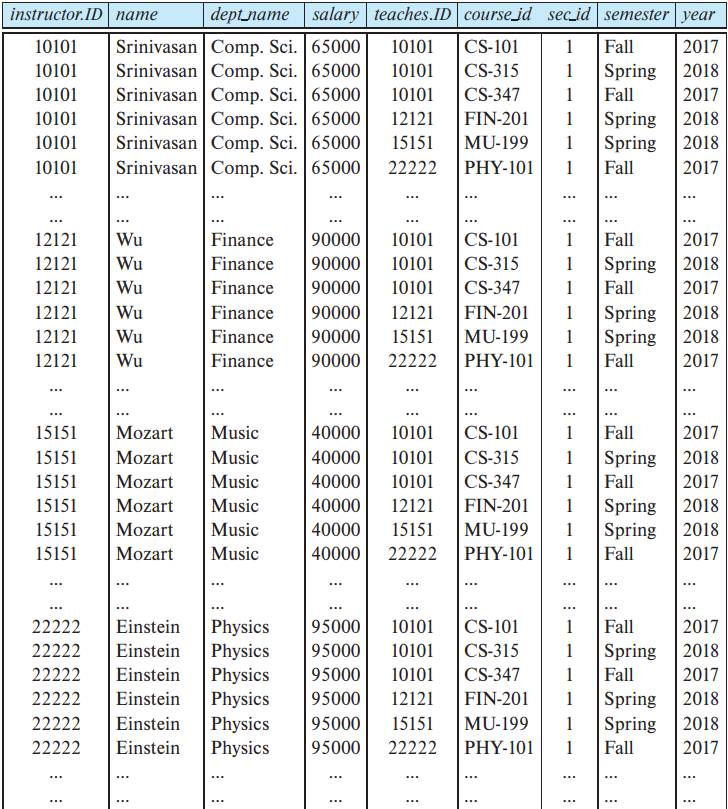 instructor.ID name dept_name salary teaches.ID course_id sec_id semester year
10101 Srinivasan Comp. Sci. 65000 10101 CS-101 1 Fall 2017
10101 Srinivasan Comp. Sci. 65000 10101 CS-315 1 Spring 2018
10101 Srinivasan Comp. Sci. 65000 10101 CS-347 1 Fall 2017
10101 Srinivasan Comp. Sci. 65000 12121 FIN-201 1 Spring 2018
10101 Srinivasan Comp. Sci. 65000 15151 MU-199 1 Spring 2018
10101 Srinivasan Comp. Sci. 65000 22222 PHY-101 1 Fall 2017
... ... ... ... ... ... ... ... ...
... ... ... ... ... ... ... ... ...
12121 Wu Finance 90000 10101 CS-101 1 Fall 2017
12121 Wu Finance 90000 10101 CS-315 1 Spring 2018
12121 Wu Finance 90000 10101 CS-347 1 Fall 2017
12121 Wu Finance 90000 12121 FIN-201 1 Spring 2018
12121 Wu Finance 90000 15151 MU-199 1 Spring 2018
12121 Wu Finance 90000 22222 PHY-101 1 Fall 2017
... ... ... ... ... ... ... ... ...
... ... ... ... ... ... ... ... ...
15151 Mozart Music 40000 10101 CS-101 1 Fall 2017
15151 Mozart Music 40000 10101 CS-315 1 Spring 2018
15151 Mozart Music 40000 10101 CS-347 1 Fall 2017
15151 Mozart Music 40000 12121 FIN-201 1 Spring 2018
15151 Mozart Music 40000 15151 MU-199 1 Spring 2018
15151 Mozart Music 40000 22222 PHY-101 1 Fall 2017
... ... ... ... ... ... ... ... ...
... ... ... ... ... ... ... ... ...
22222 Einstein Physics 95000 10101 CS-101 1 Fall 2017
22222 Einstein Physics 95000 10101 CS-315 1 Spring 2018
22222 Einstein Physics 95000 10101 CS-347 1 Fall 2017
22222 Einstein Physics 95000 12121 FIN-201 1 Spring 2018
22222 Einstein Physics 95000 15151 MU-199 1 Spring 2018
22222 Einstein Physics 95000 22222 PHY-101 1 Fall 2017
... ... ... ... ... ... ... ... ...
... ... ... ... ... ... ... ... ...